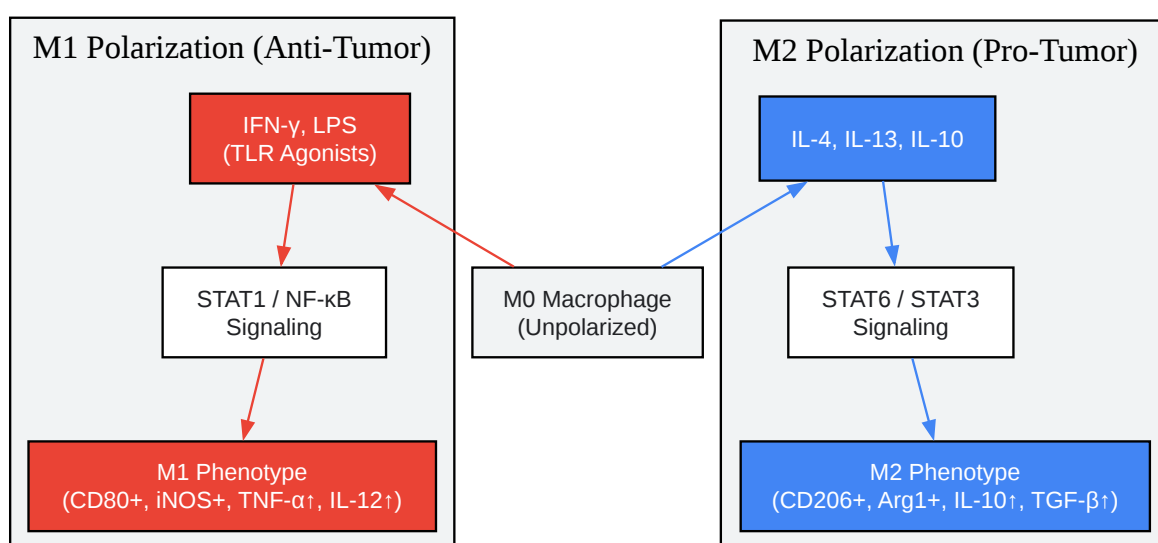 M1 Polarization (Anti-Tumor)
IFN-γ, LPS
(TLR Agonists)
STAT1 / NF-κB
Signaling
M1 Phenotype
(CD80+, iNOS+, TNF-α↑, IL-12↑)
M0 Macrophage
(Unpolarized)
M2 Polarization (Pro-Tumor)
IL-4, IL-13, IL-10
STAT6 / STAT3
Signaling
M2 Phenotype
(CD206+, Arg1+, IL-10↑, TGF-β↑)